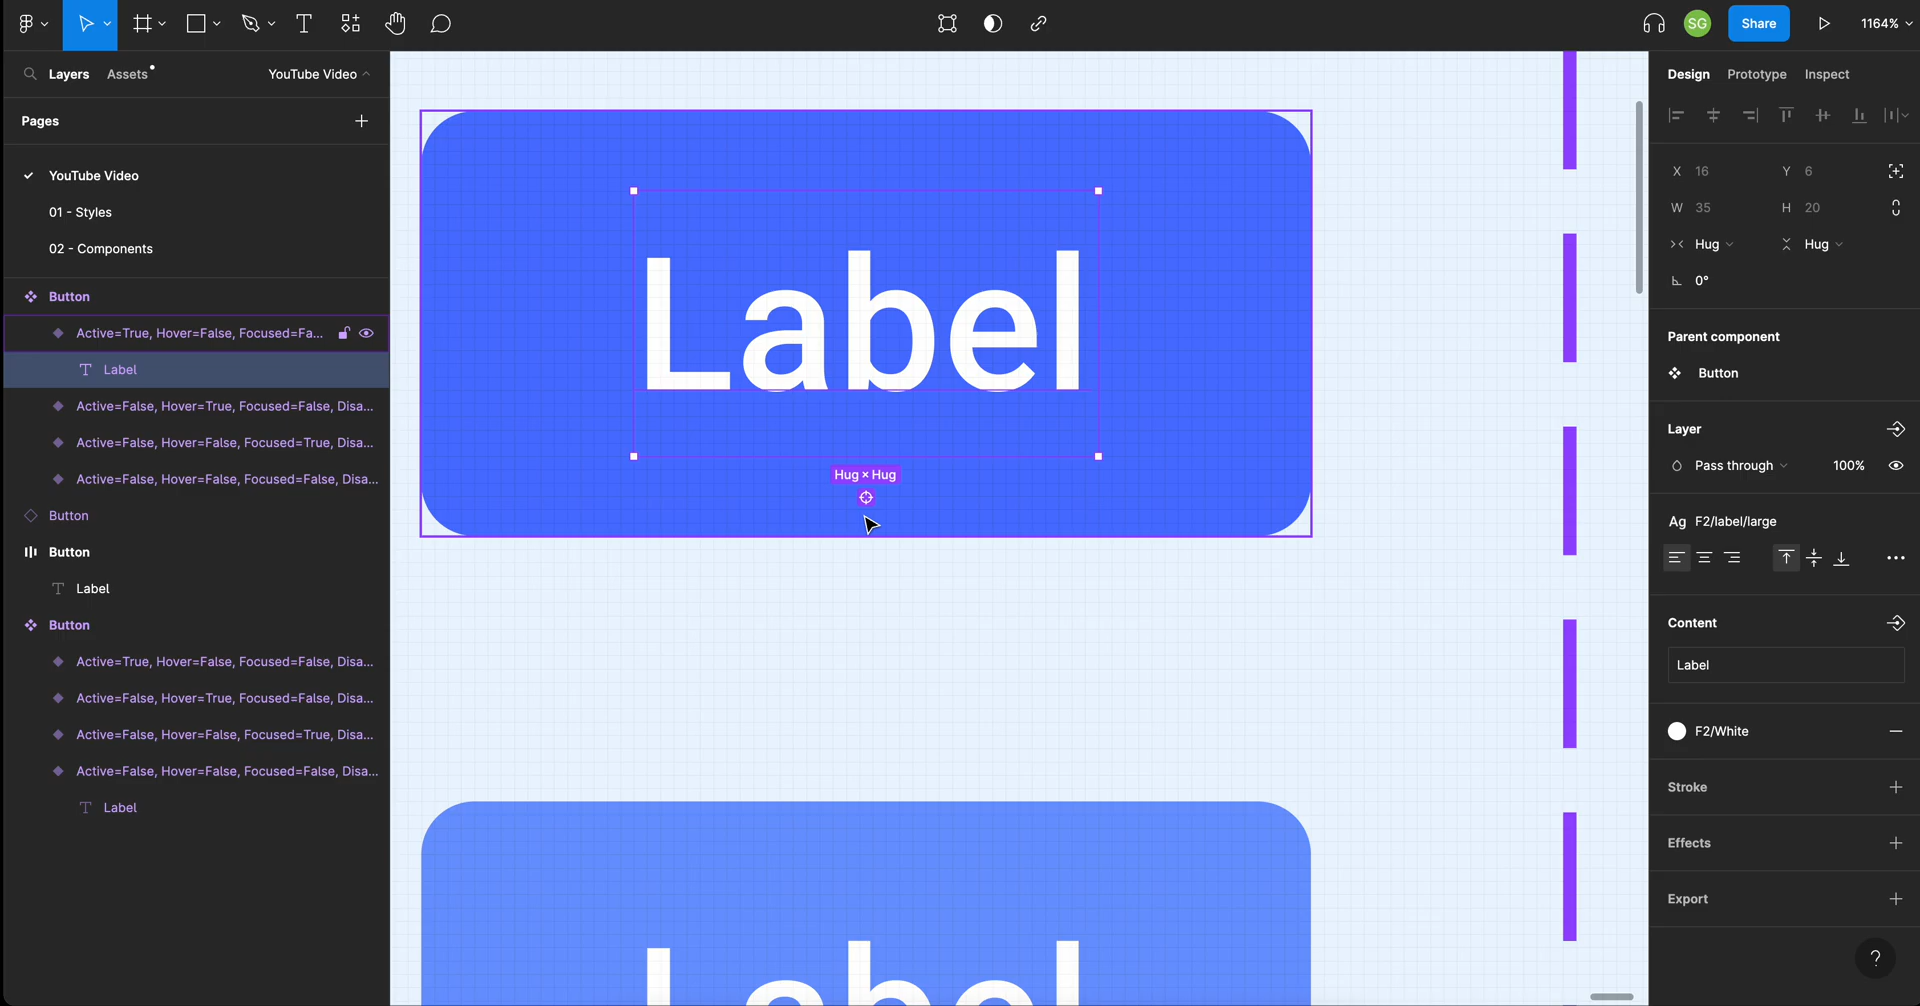 SG
Share
1164%
Layers
Assets
YouTube Video
Pages
YouTube Video
01 - Styles
02 - Components
Button
Active=True, Hover=False, Focused=Fa...
Label
Active=False, Hover=True, Focused=False, Disa...
Active=False, Hover=False, Focused=True, Disa...
Active=False, Hover=False, Focused=False, Disa...
Button
Button
Label
Button
Active=True, Hover=False, Focused=False, Disa...
Active=False, Hover=True, Focused=False, Disa...
Active=False, Hover=False, Focused=True, Disa...
Active=False, Hover=False, Focused=False, Disa...
Label
Label
Hug × Hug
Label
Design Prototype Inspect
X 16 Y 6
W 35 H 20
Hug Hug
0°
Parent component
Button
Layer
Pass through 100%
Ag F2/label/large
Content
Label
F2/White
Stroke
Effects
Export
?